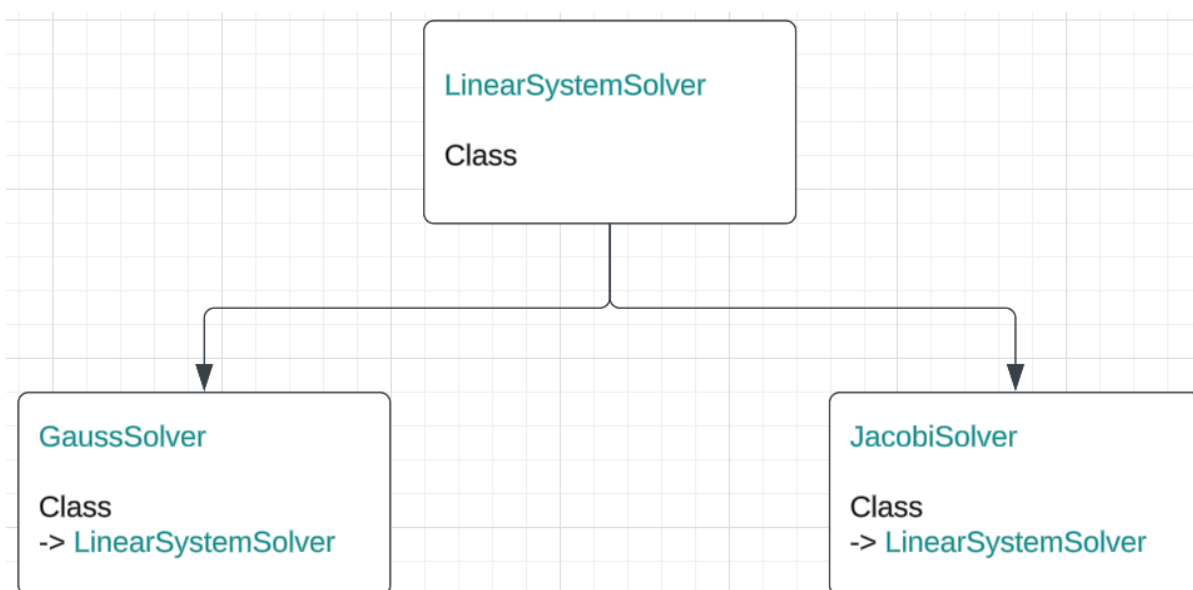 LinearSystemSolver
Class
GaussSolver
Class
-> LinearSystemSolver
JacobiSolver
Class
-> LinearSystemSolver